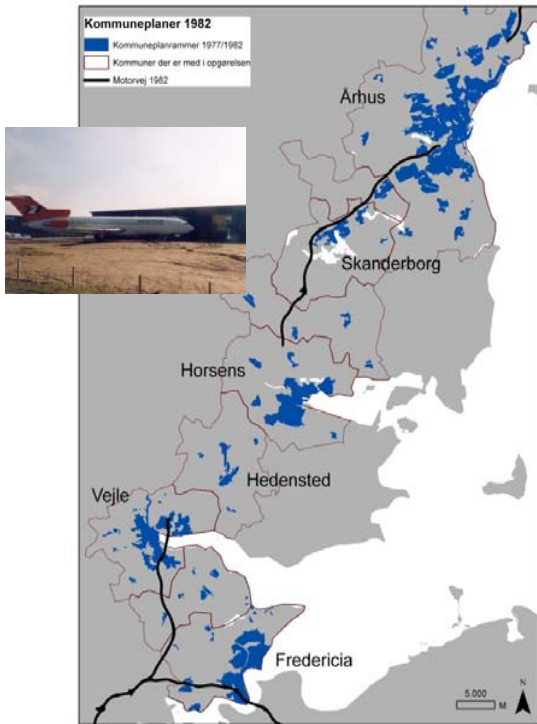 Kommuneplaner 1982
Kommuneplanrammer 1977/1982
Kommuner der er med i opgørelsen
Motorvej 1982
Århus
Skanderborg
Horsens
Hedensted
Vejle
Fredericia
5.000
M
N